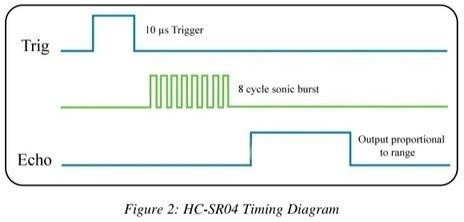 10 µs Trigger
Trig
8 cycle sonic burst
Output proportional
to range
Echo
Figure 2: HC-SR04 Timing Diagram